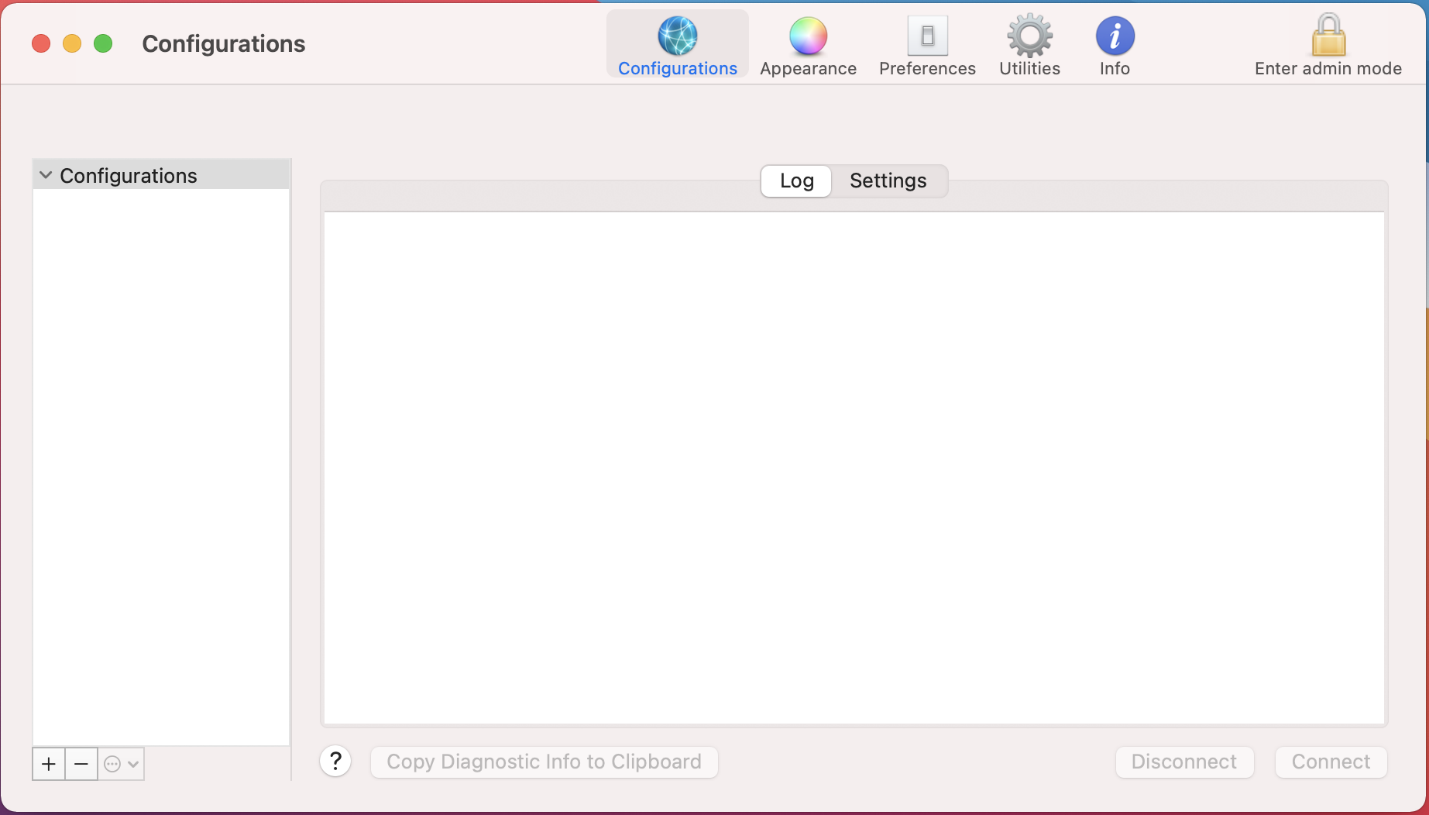 Configurations
Configurations
Appearance
Preferences
Utilities
Info
Enter admin mode
Configurations
Log
Settings
?
Copy Diagnostic Info to Clipboard
Disconnect
Connect